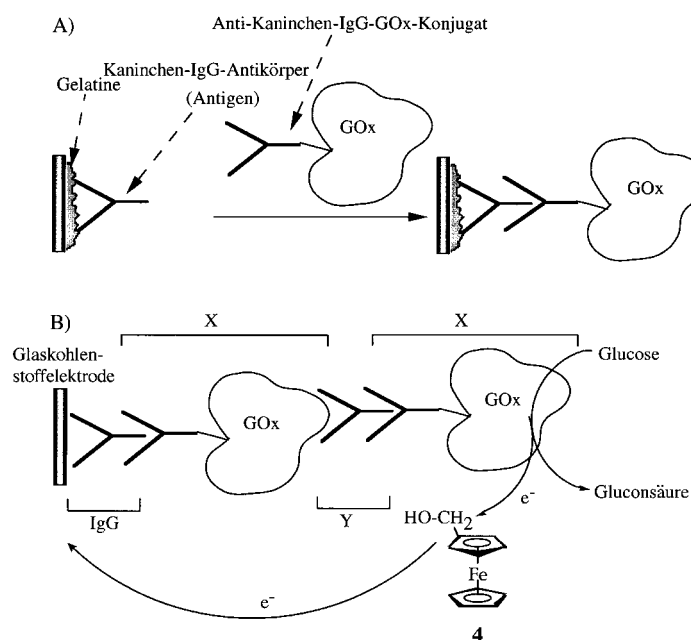 A)
Anti-Kaninchen-IgG-GOx-Konjugat
Kaninchen-IgG-Antikörper
Gelatine
(Antigen)
GOx
GOx
B)
X
X
Glaskohlen-
stoffelektrode
Glucose
GOx
GOx
Gluconsäure
e⁻
IgG
Y
HO-CH₂
Fe
e⁻
4